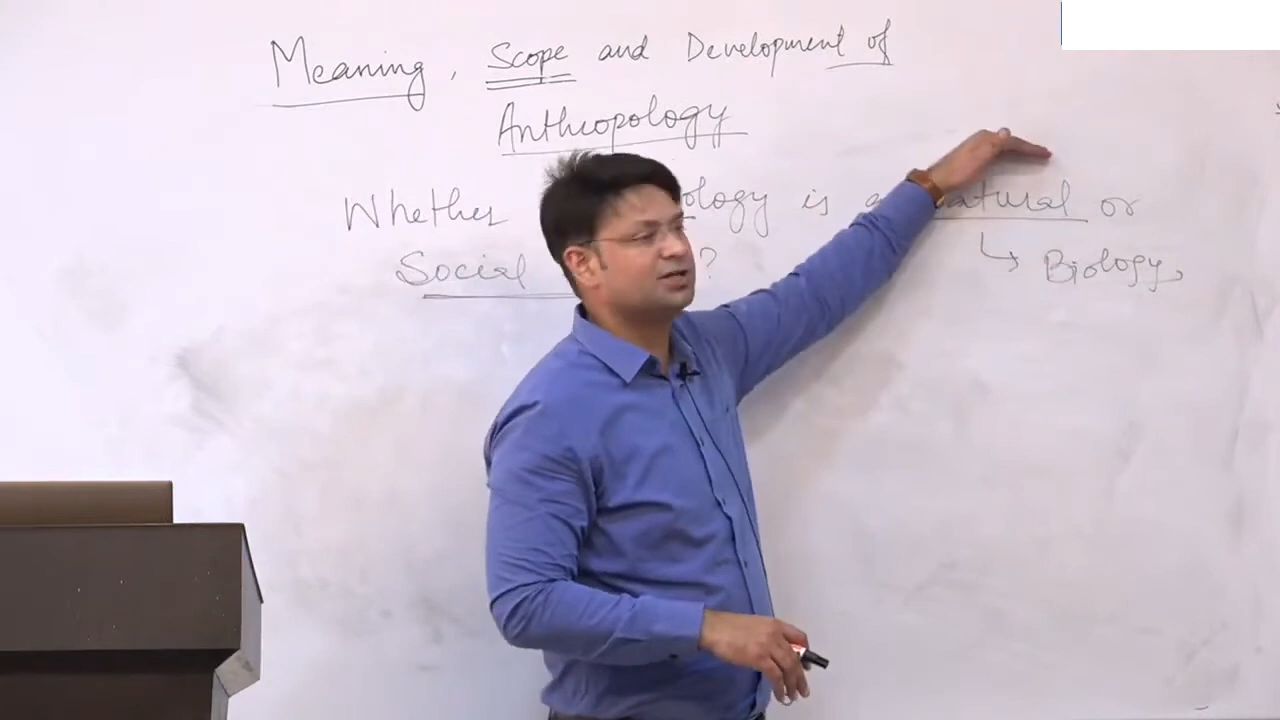 Meaning, Scope and Development of
Anthropology
Whether ology is a natural or
Social ?
↳ Biology,